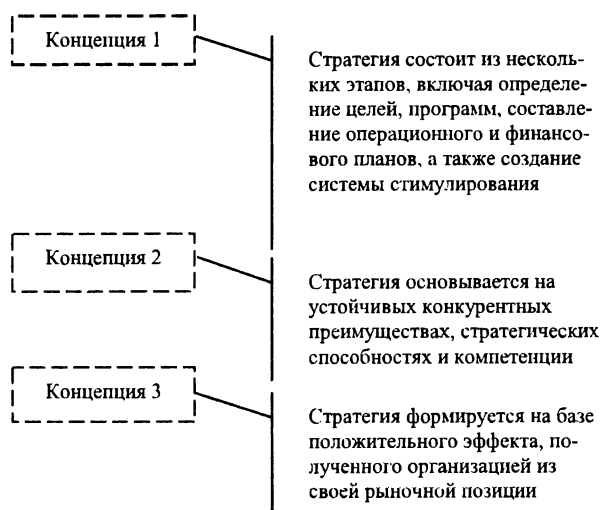 Концепция 1
Стратегия состоит из несколь-
ких этапов, включая определе-
ние целей, программ, составле-
ние операционного и финансо-
вого планов, а также создание
системы стимулирования
Концепция 2
Стратегия основывается на
устойчивых конкурентных
преимуществах, стратегических
способностях и компетенции
Концепция 3
Стратегия формируется на базе
положительного эффекта, по-
лученного организацией из
своей рыночной позиции